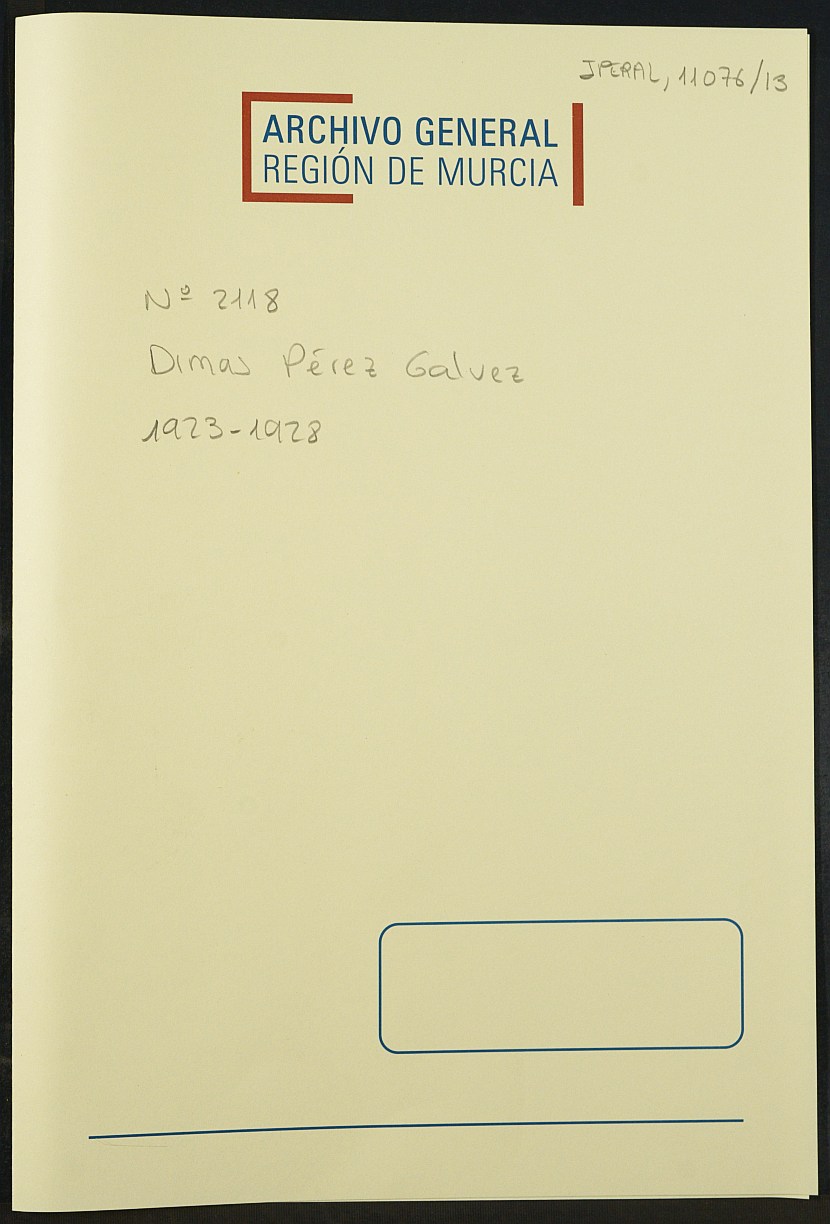 JPERAL, 11076/13
ARCHIVO GENERAL
REGIÓN DE MURCIA
Nº 2118
Dimas Pérez Galvez
1923-1928